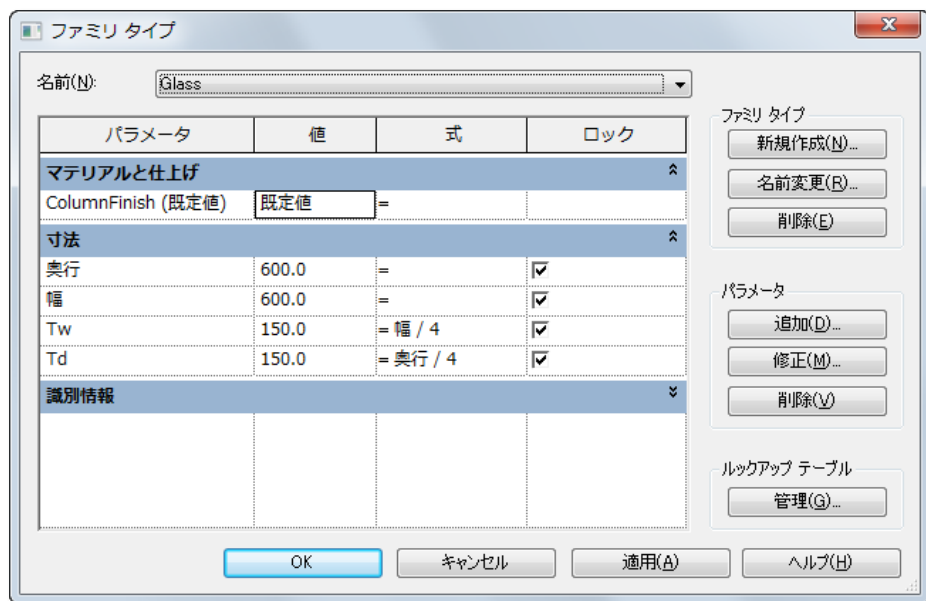 ファミリ タイプ
名前(N): Glass
パラメータ 値 式 ロック
マテリアルと仕上げ
ColumnFinish (既定値) 既定値 =
寸法
奥行 600.0 =
幅 600.0 =
Tw 150.0 = 幅 / 4
Td 150.0 = 奥行 / 4
識別情報
ファミリ タイプ
新規作成(N)...
名前変更(R)...
削除(E)
パラメータ
追加(D)...
修正(M)...
削除(V)
ルックアップ テーブル
管理(G)...
OK キャンセル 適用(A) ヘルプ(H)